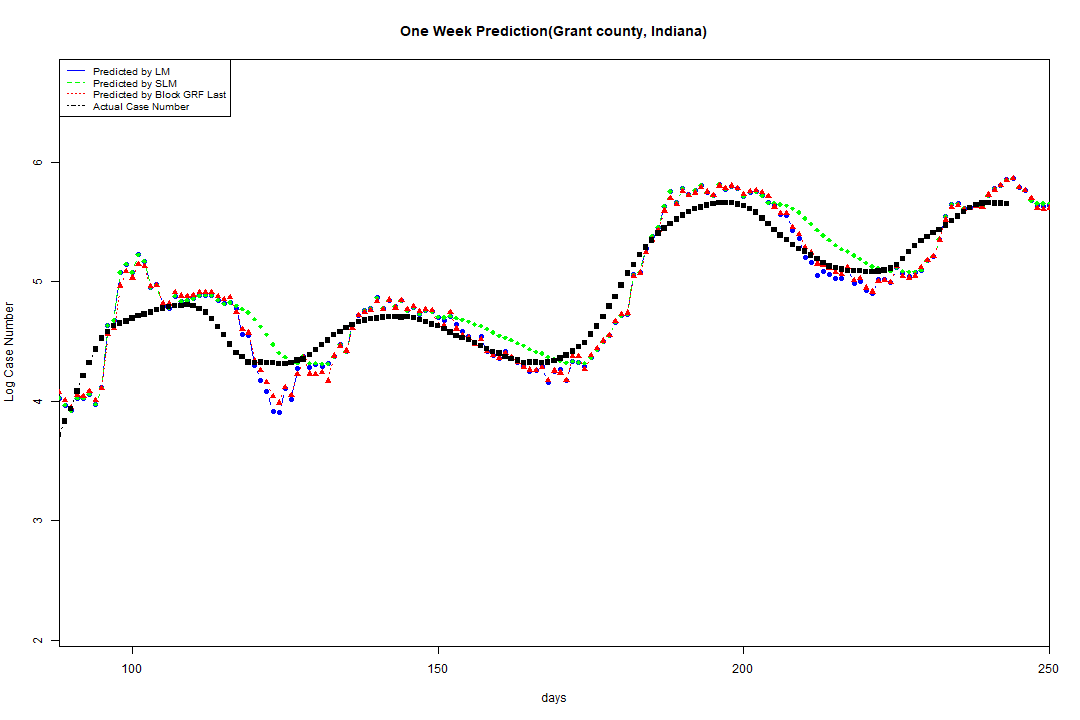 One Week Prediction(Grant county, Indiana)
Predicted by LM
Predicted by SLM
Predicted by Block GRF Last
Actual Case Number
Log Case Number
6
5
4
3
2
100
150
200
250
days